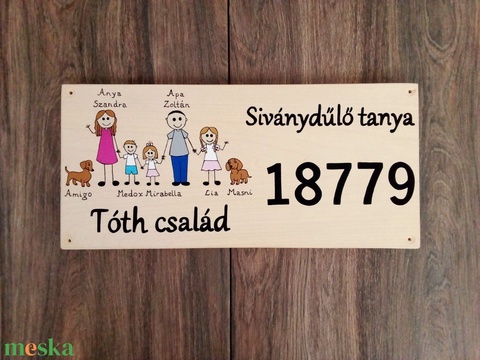 Anya
Szandra
Apa
Zoltán
Siványdűlő tanya
18779
Amigo
Medox Mirabella
Lia
Masni
Tóth család
meska